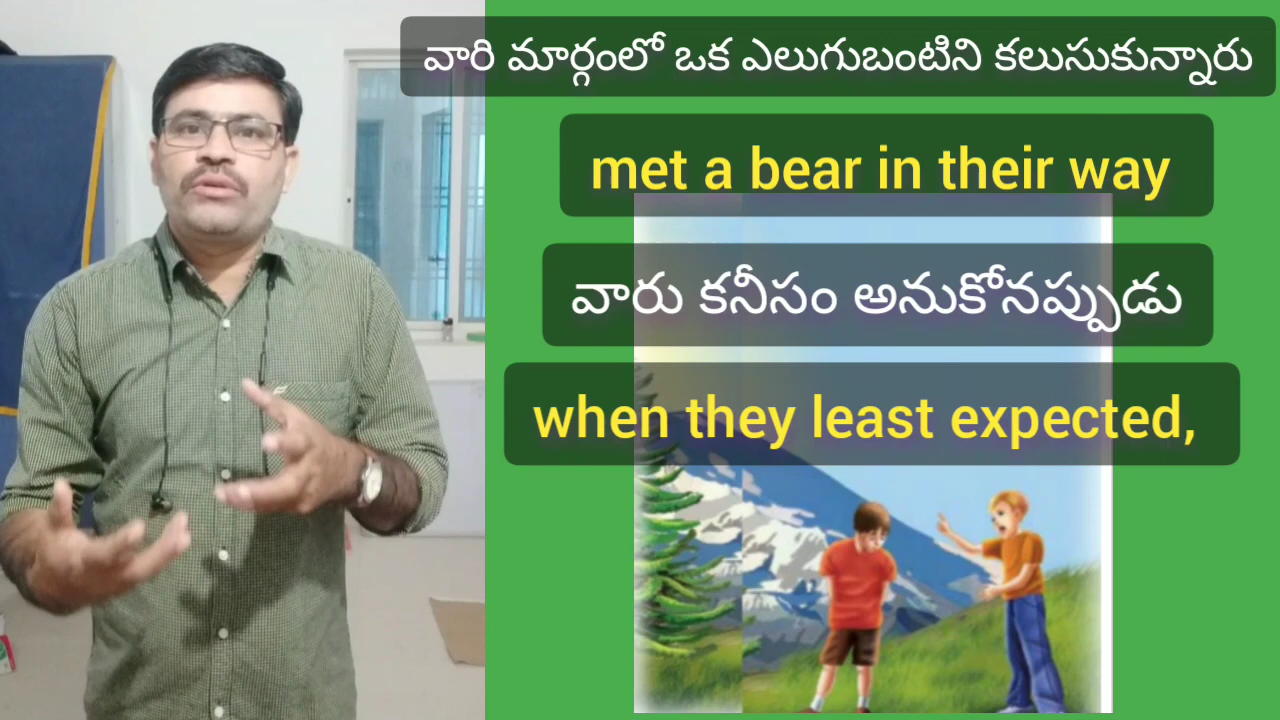 వారి మార్గంలో ఒక ఎలుగుబంటిని కలుసుకున్నారు
met a bear in their way
వారు కనీసం అనుకోనప్పుడు
when they least expected,